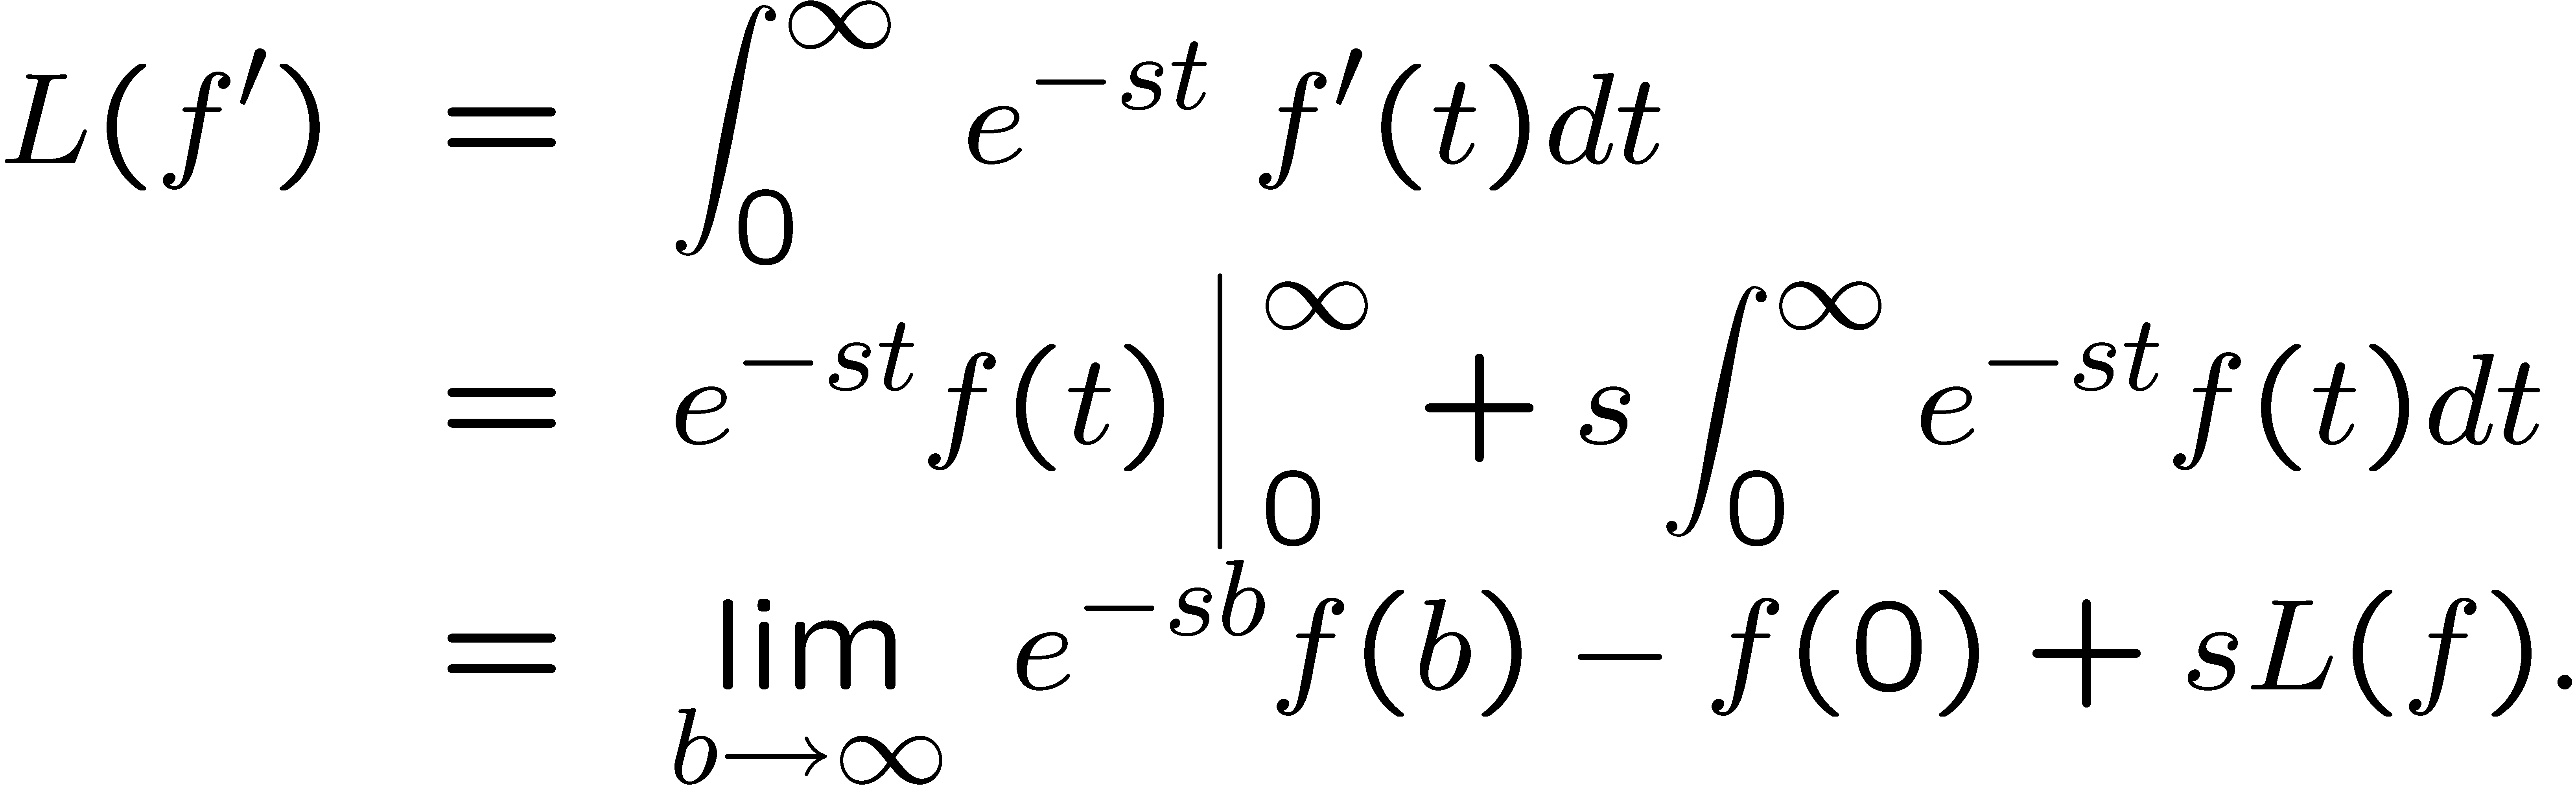 L(f′) = ∫₀^∞ e^{−st} f′(t)dt
= e^{−st}f(t)|₀^∞ + s∫₀^∞ e^{−st}f(t)dt
= lim_{b→∞} e^{−sb}f(b) − f(0) + sL(f).